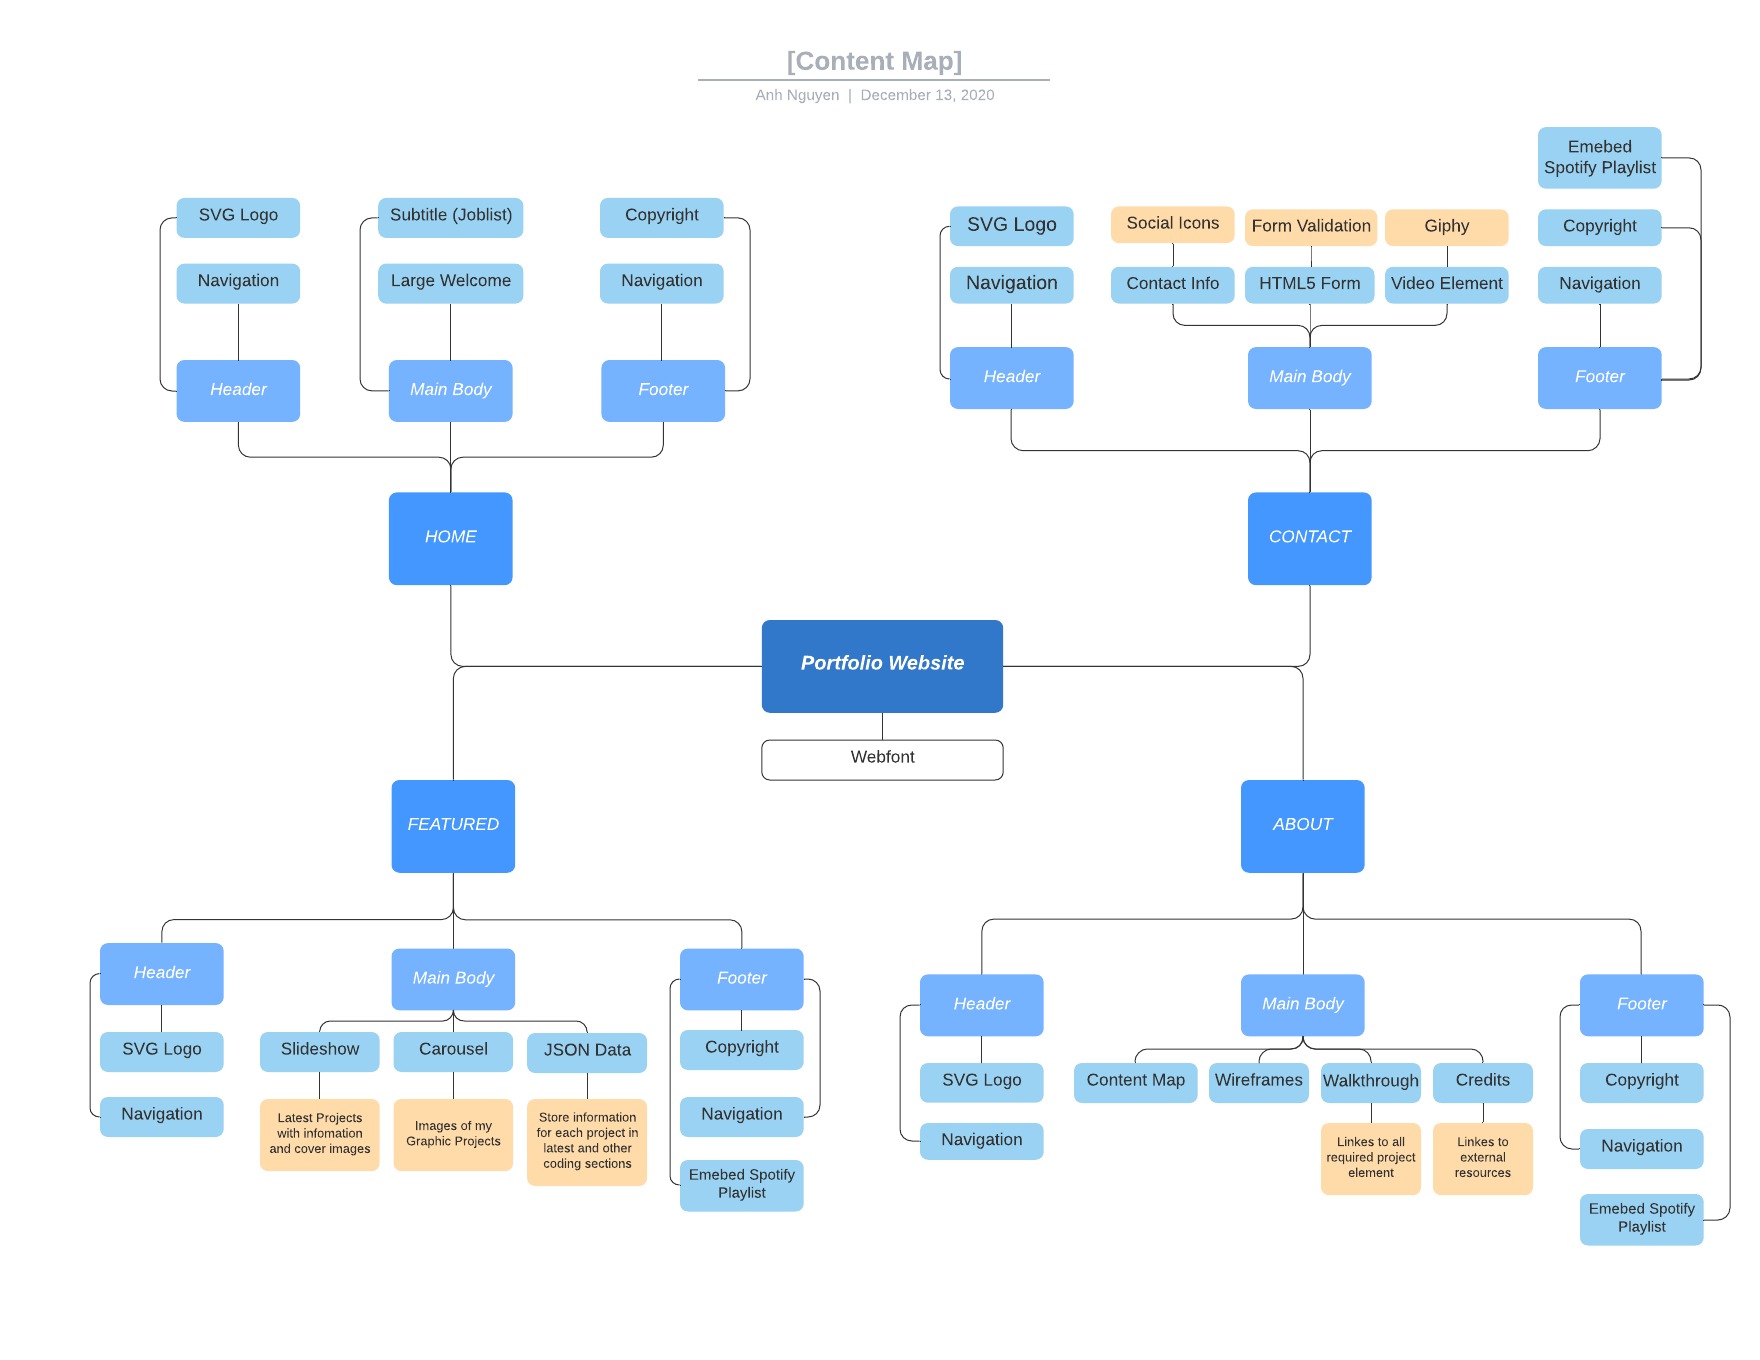 [Content Map]
Anh Nguyen | December 13, 2020
SVG Logo
Navigation
Header
Subtitle (Joblist)
Large Welcome
Main Body
Copyright
Navigation
Footer
HOME
SVG Logo
Navigation
Header
Social Icons
Form Validation
Giphy
Contact Info
HTML5 Form
Video Element
Main Body
Emebed
Spotify Playlist
Copyright
Navigation
Footer
CONTACT
Portfolio Website
Webfont
FEATURED
Header
SVG Logo
Navigation
Main Body
Slideshow
Latest Projects
with infomation
and cover images
Carousel
Images of my
Graphic Projects
JSON Data
Store information
for each project in
latest and other
coding sections
Footer
Copyright
Navigation
Emebed Spotify
Playlist
ABOUT
Header
SVG Logo
Navigation
Main Body
Content Map
Wireframes
Walkthrough
Linkes to all
required project
element
Credits
Linkes to
external
resources
Footer
Copyright
Navigation
Emebed Spotify
Playlist